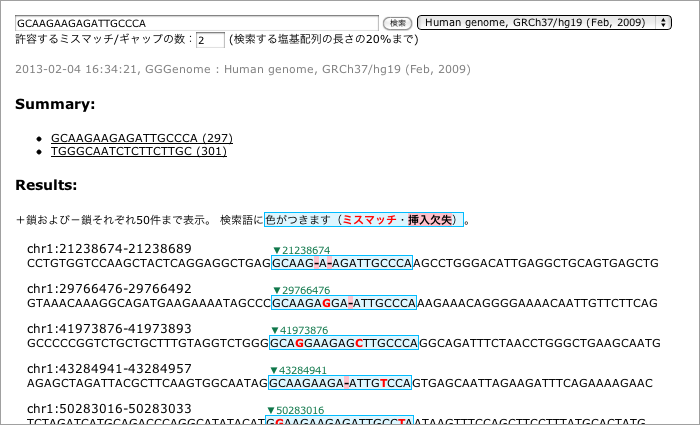 GCAAGAAGAGATTGCCCA 検索 Human genome, GRCh37/hg19 (Feb, 2009)
許容するミスマッチ/ギャップの数: 2 (検索する塩基配列の長さの20%まで)
2013-02-04 16:34:21, GGGenome : Human genome, GRCh37/hg19 (Feb, 2009)
Summary:
• GCAAGAAGAGATTGCCCA (297)
• TGGGCAATCTCTTCTTGC (301)
Results:
+鎖および−鎖それぞれ50件まで表示。 検索語に色がつきます（ミスマッチ・挿入欠失）。
chr1:21238674-21238689 ▼21238674
CCTGTGGTCCAAGCTACTCAGGAGGCTGAGGCAAG-A-AGATTGCCCAAGCCTGGGACATTGAGGCTGCAGTGAGCTG
chr1:29766476-29766492 ▼29766476
GTAAACAAAGGCAGATGAAGAAAATAGCCCGCAAGAGGA-ATTGCCCAAAGAAACAGGGGAAAACAATTGTTCTTCAG
chr1:41973876-41973893 ▼41973876
GCCCCCGGTCTGCTGCTTTGTAGGTCTGGGGCAGGAAGAGCTTGCCCAGGCAGATTTCTAACCTGGGCTGAAGCAATG
chr1:43284941-43284957 ▼43284941
AGAGCTAGATTACGCTTCAAGTGGCAATAGGCAAGAAGA-ATTGTCCAGTGAGCAATTAGAAGATTTCAGAAAAGAAC
chr1:50283016-50283033 ▼50283016
TCTAGATCATGCAGACCCAGGCATATACATGGGAAGAAGAGATTGCCTAATAAGTTTCCAGCTTCCTTTATGCACTATG